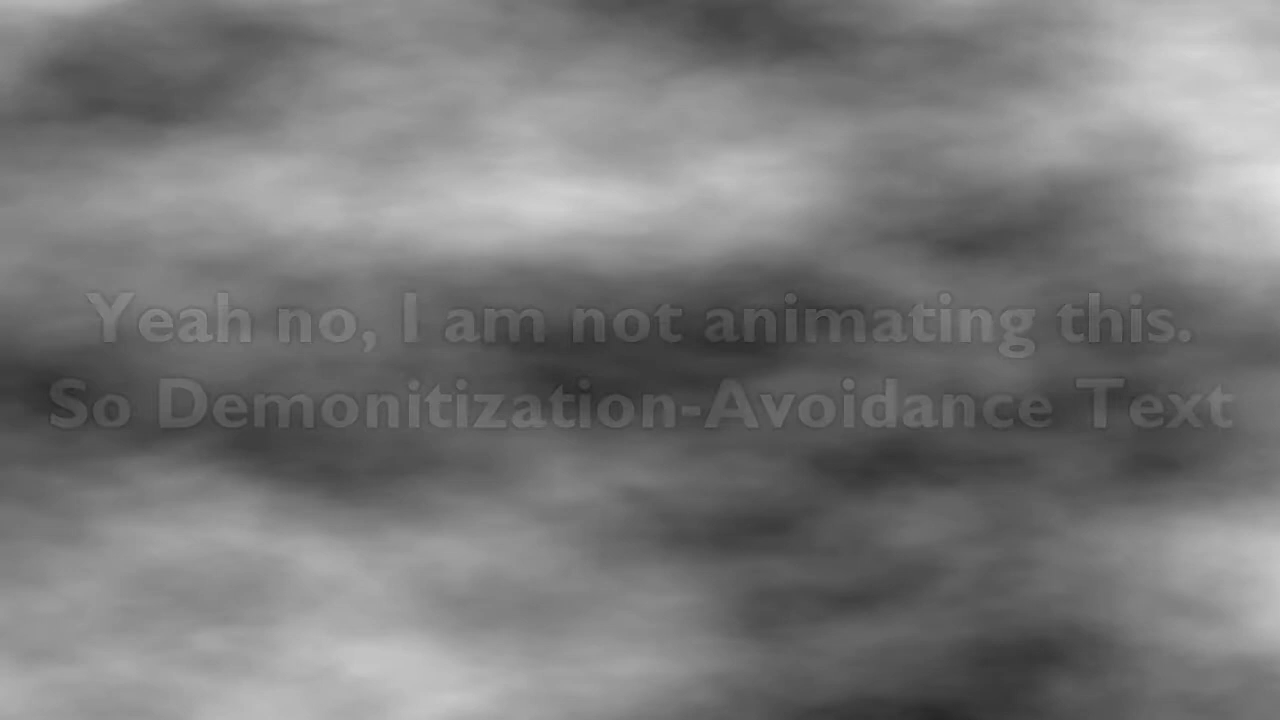 Yeah no, I am not animating this.
So Demonitization-Avoidance Text